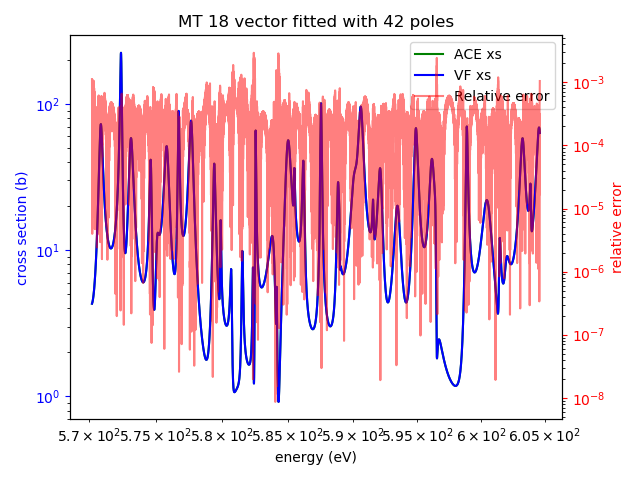 MT 18 vector fitted with 42 poles
ACE xs
VF xs
Relative error
cross section (b)
10²
10¹
10⁰
relative error
10⁻³
10⁻⁴
10⁻⁵
10⁻⁶
10⁻⁷
10⁻⁸
5.7 × 10² 5.75 × 10² 5.8 × 10² 5.85 × 10² 5.9 × 10² 5.95 × 10² 6 × 10² 6.05 × 10²
energy (eV)